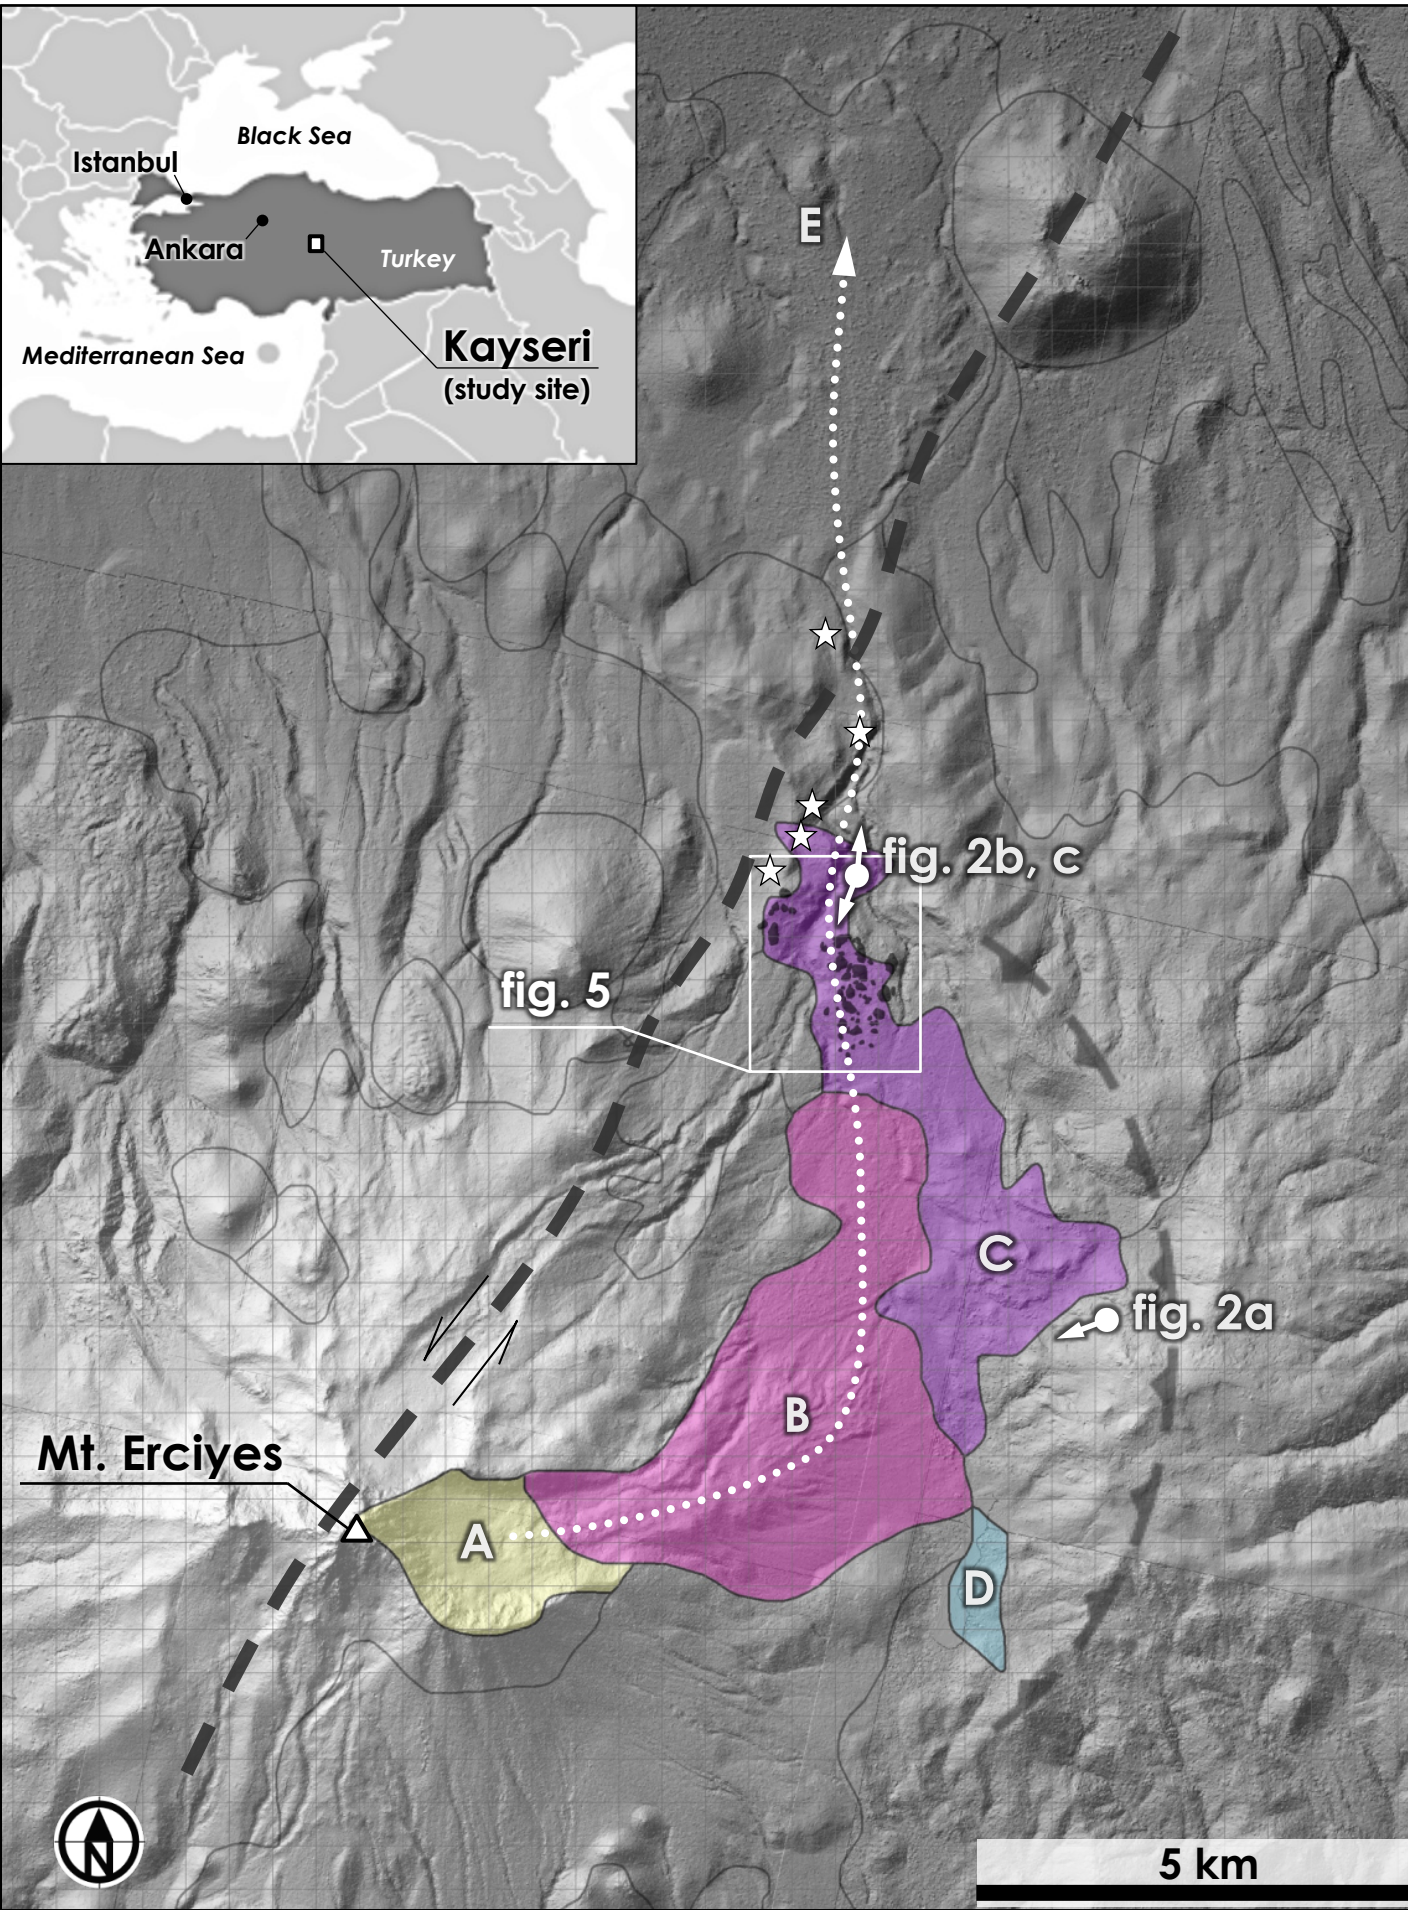 Black Sea
Istanbul
Ankara
Turkey
Kayseri
(study site)
Mediterranean Sea
E
fig. 2b, c
fig. 5
C
fig. 2a
B
Mt. Erciyes
A
D
N
5 km